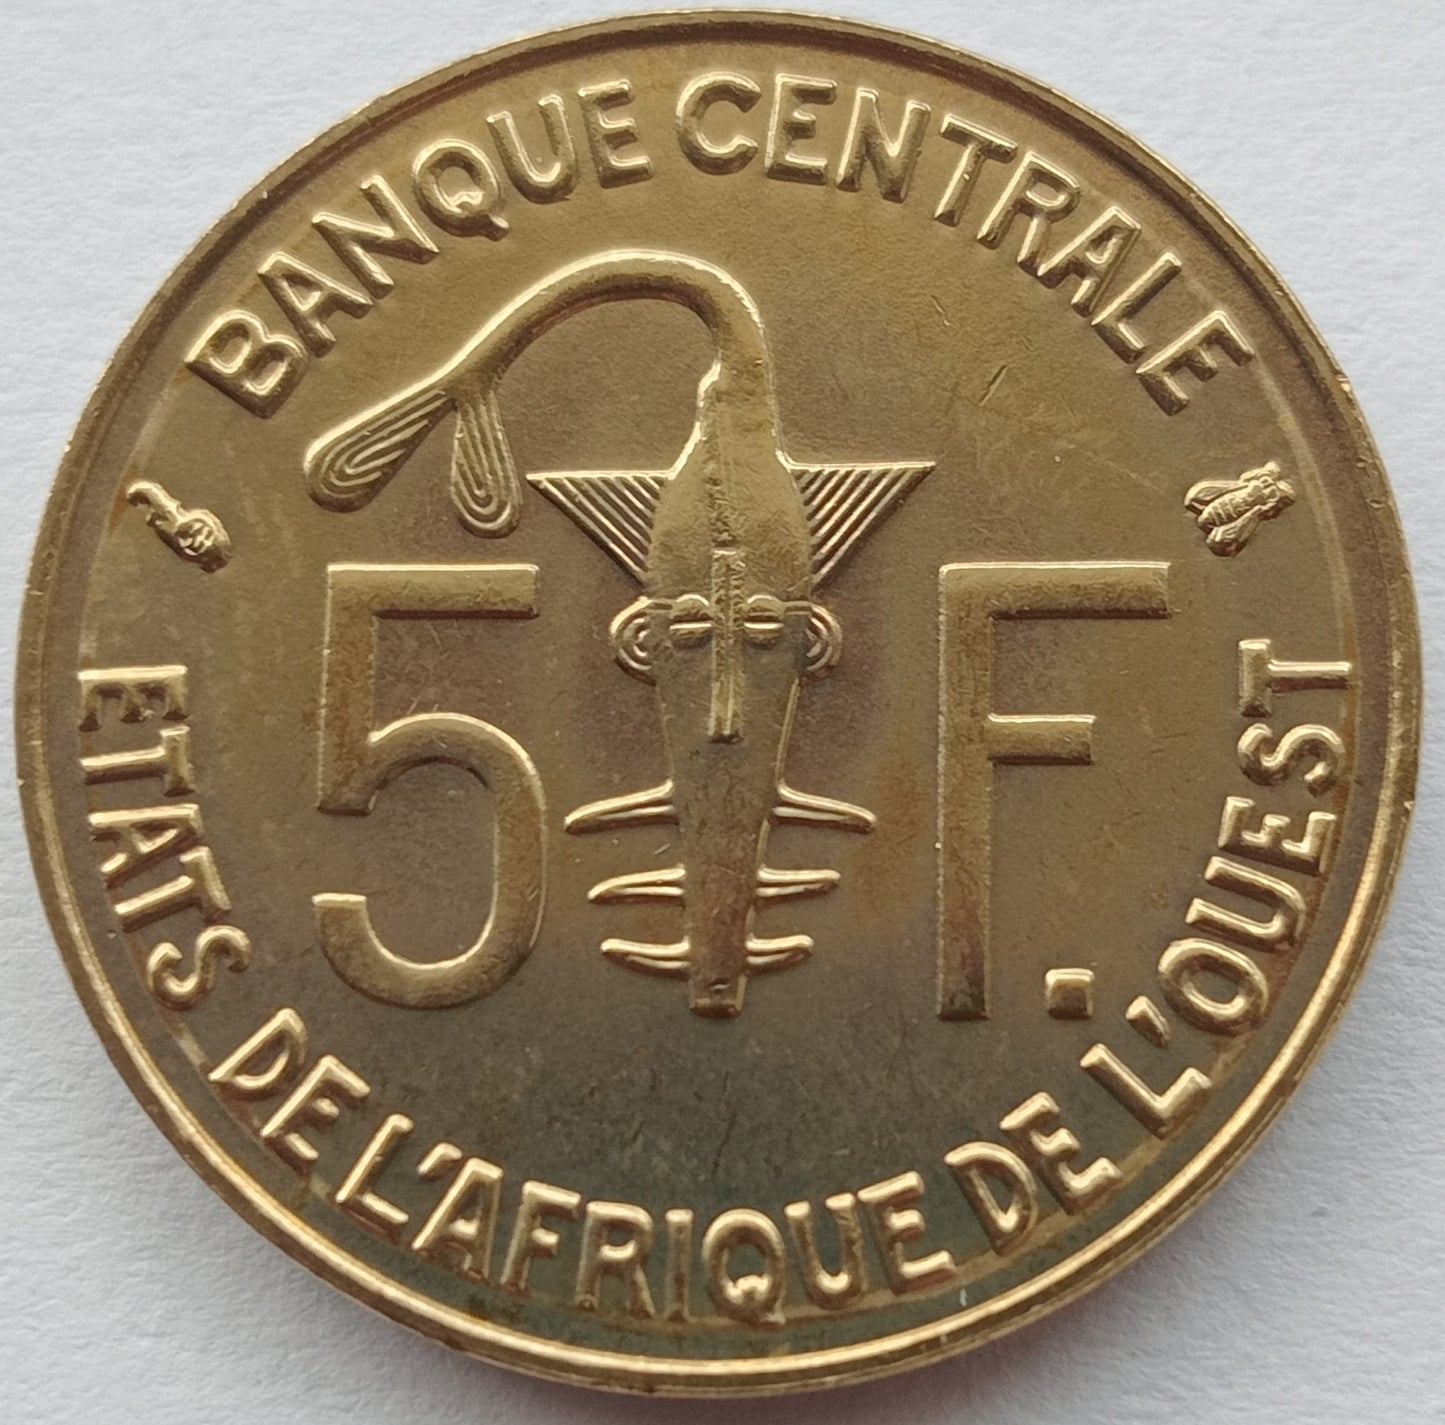 BANQUE CENTRALE
5 F.
ETATS DE L'AFRIQUE DE L'OUEST